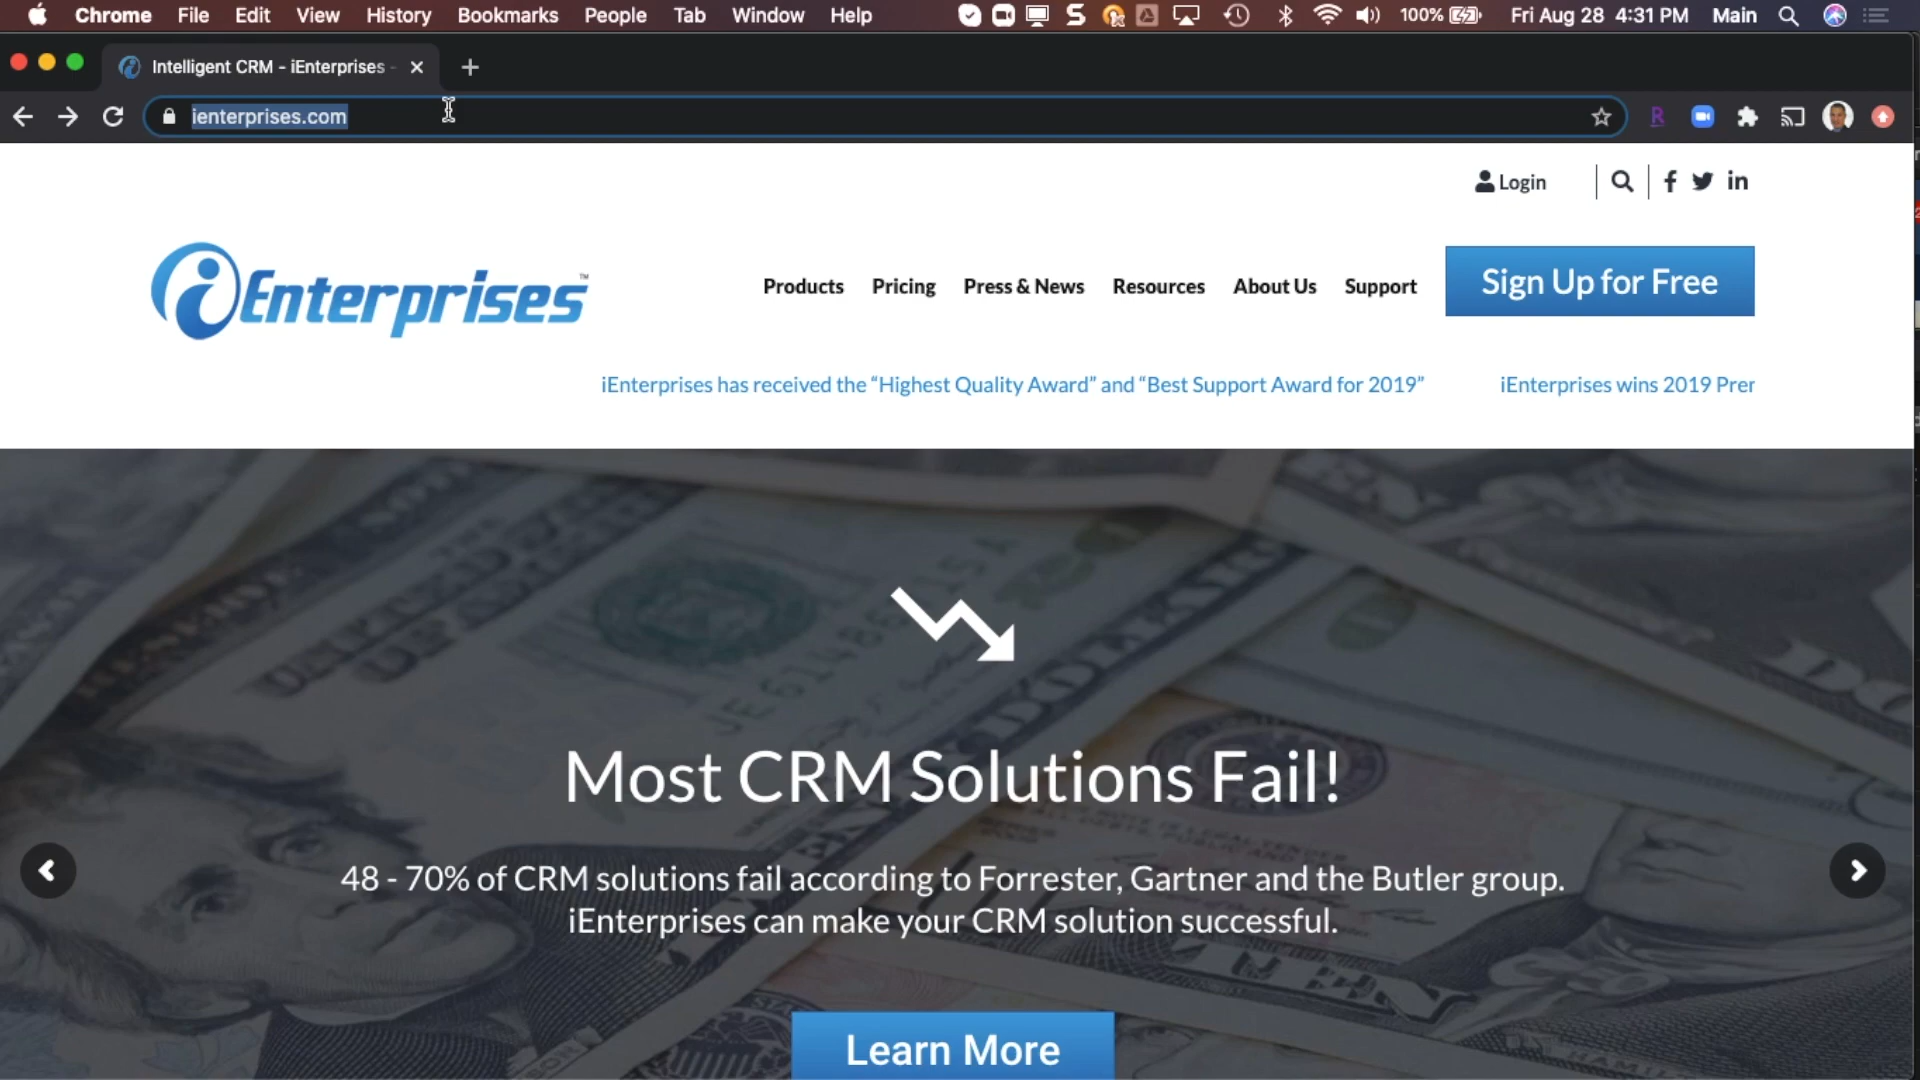 Chrome File Edit View History Bookmarks People Tab Window Help 100% Fri Aug 28 4:31 PM Main
Intelligent CRM - iEnterprises -
ienterprises.com
Login
iEnterprises™
Products Pricing Press & News Resources About Us Support Sign Up for Free
iEnterprises has received the “Highest Quality Award” and “Best Support Award for 2019” iEnterprises wins 2019 Prer
Most CRM Solutions Fail!
48 - 70% of CRM solutions fail according to Forrester, Gartner and the Butler group.
iEnterprises can make your CRM solution successful.
Learn More